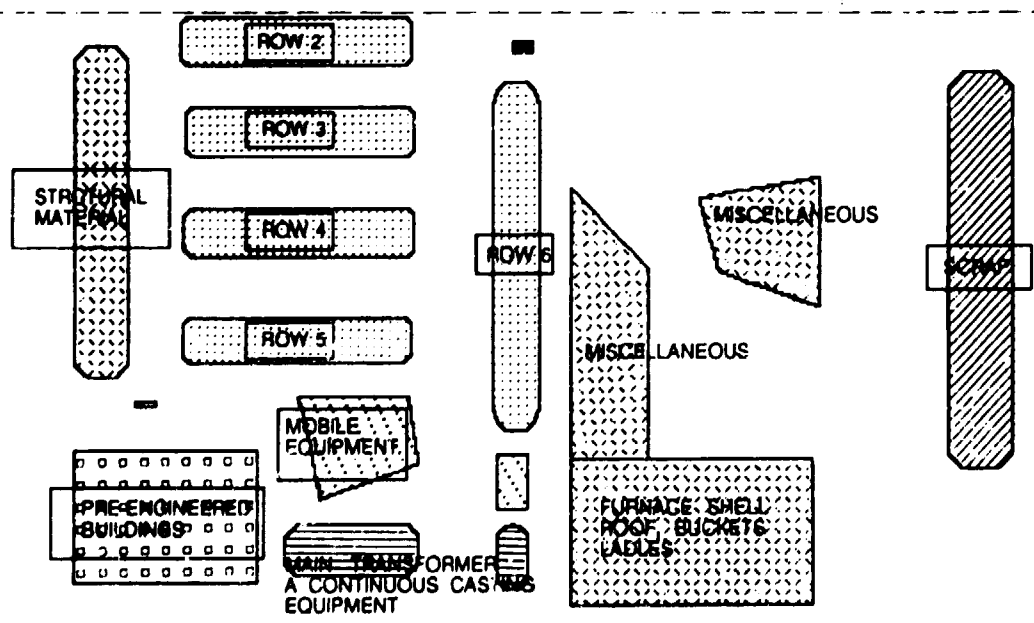 ROW 2
ROW 3
STRUTURAL
MATERIAL
MISCELLANEOUS
ROW 4
ROW 6
SCRAP
ROW 5
MISCELLANEOUS
MOBILE
EQUIPMENT
PRE-ENGINEERED
BUILDINGS
FURNACE SHELL
ROOF BUCKETS
LADLES
MAIN TRANSFORMER
A CONTINUOUS CASTING
EQUIPMENT